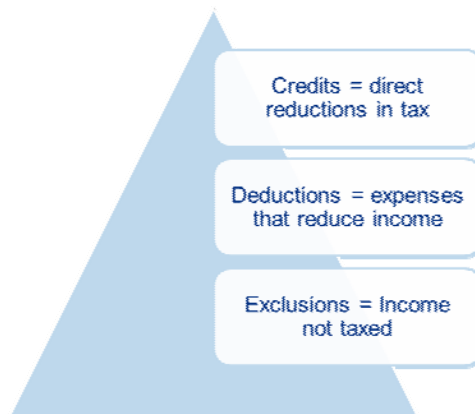 Credits = direct
reductions in tax
Deductions = expenses
that reduce income
Exclusions = Income
not taxed